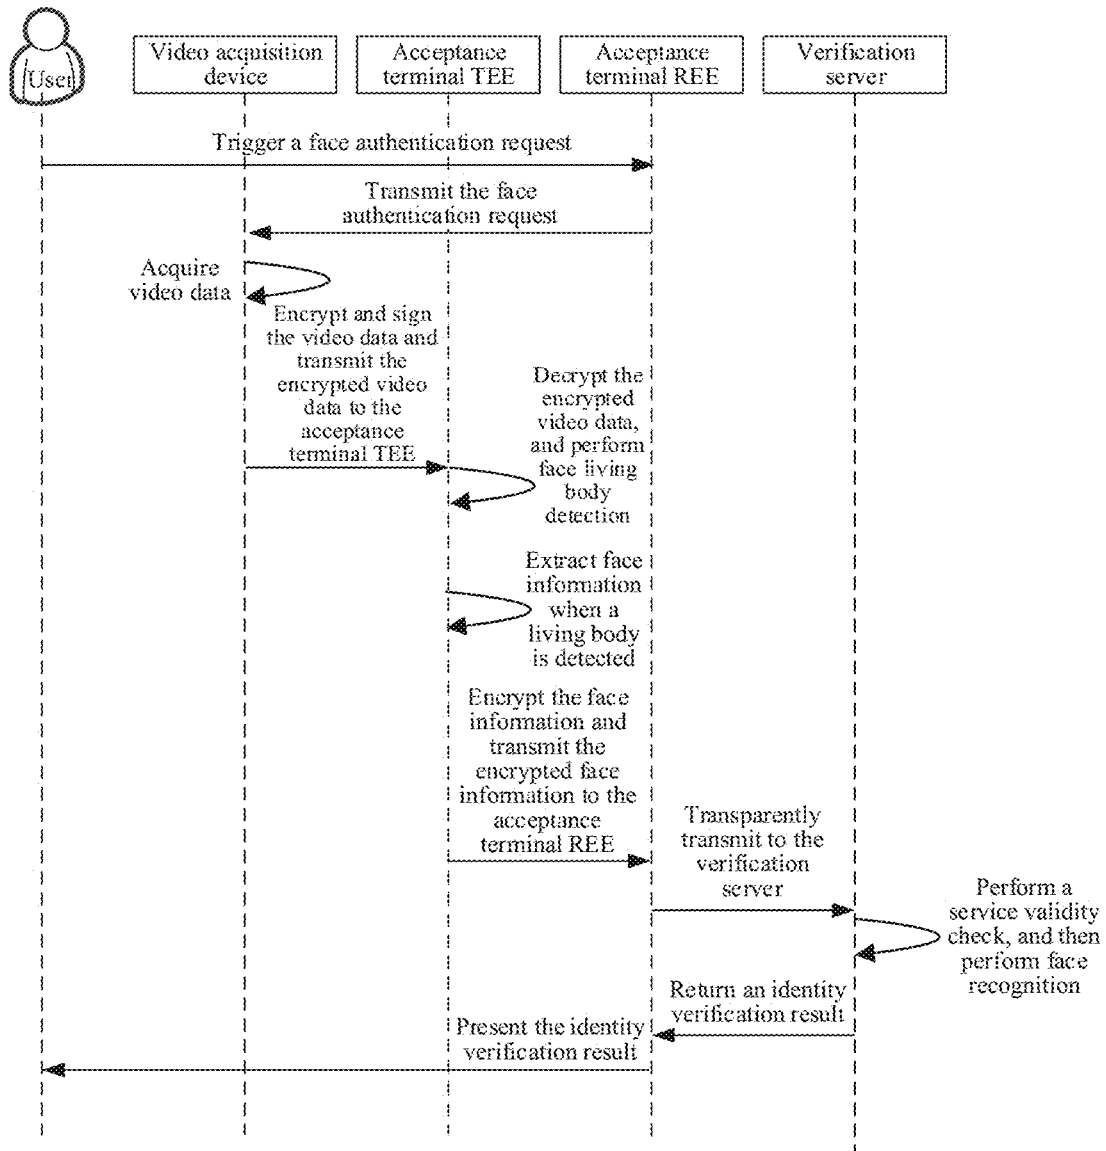 User
Video acquisition
device
Acceptance
terminal TEE
Acceptance
terminal REE
Verification
server
Trigger a face authentication request
Transmit the face
authentication request
Acquire
video data
Encrypt and sign
the video data and
transmit the
encrypted video
data to the
acceptance
terminal TEE
Decrypt the
encrypted
video data,
and perform
face living
body
detection
Extract face
information
when a
living body
is detected
Encrypt the face
information and
transmit the
encrypted face
information to the
acceptance
terminal REE
Transparently
transmit to the
verification
server
Perform a
service validity
check, and then
perform face
recognition
Return an identity
verification result
Present the identity
verification result